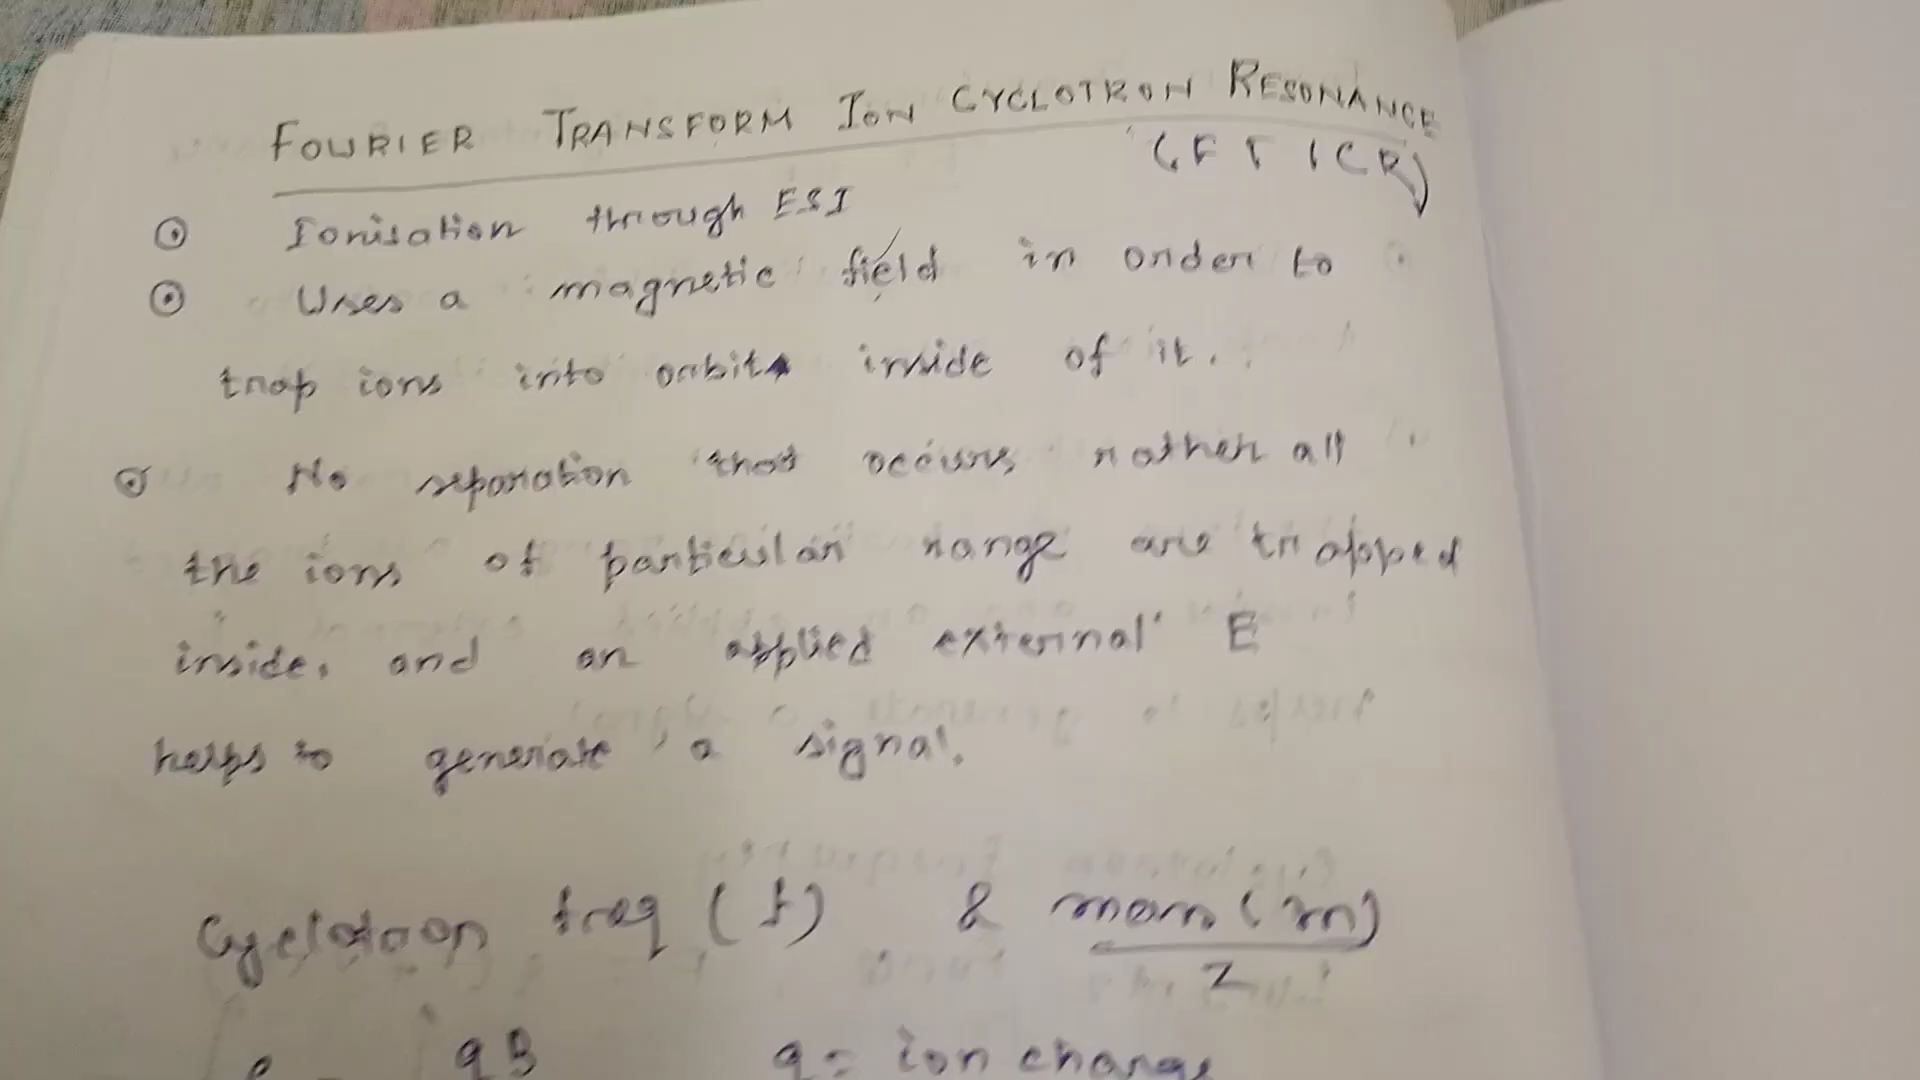 FOURIER TRANSFORM ION CYCLOTRON RESONANCE
(FT ICR)
Ionisation through ESI
Uses a magnetic field in order to
trap ions into orbits inside of it.
No separation that occurs, rather all
the ions of particular range are trapped
inside, and an applied external E
helps to generate a signal.
Cyclotron freq (f) & mass (m)
z
qB q = ion charge